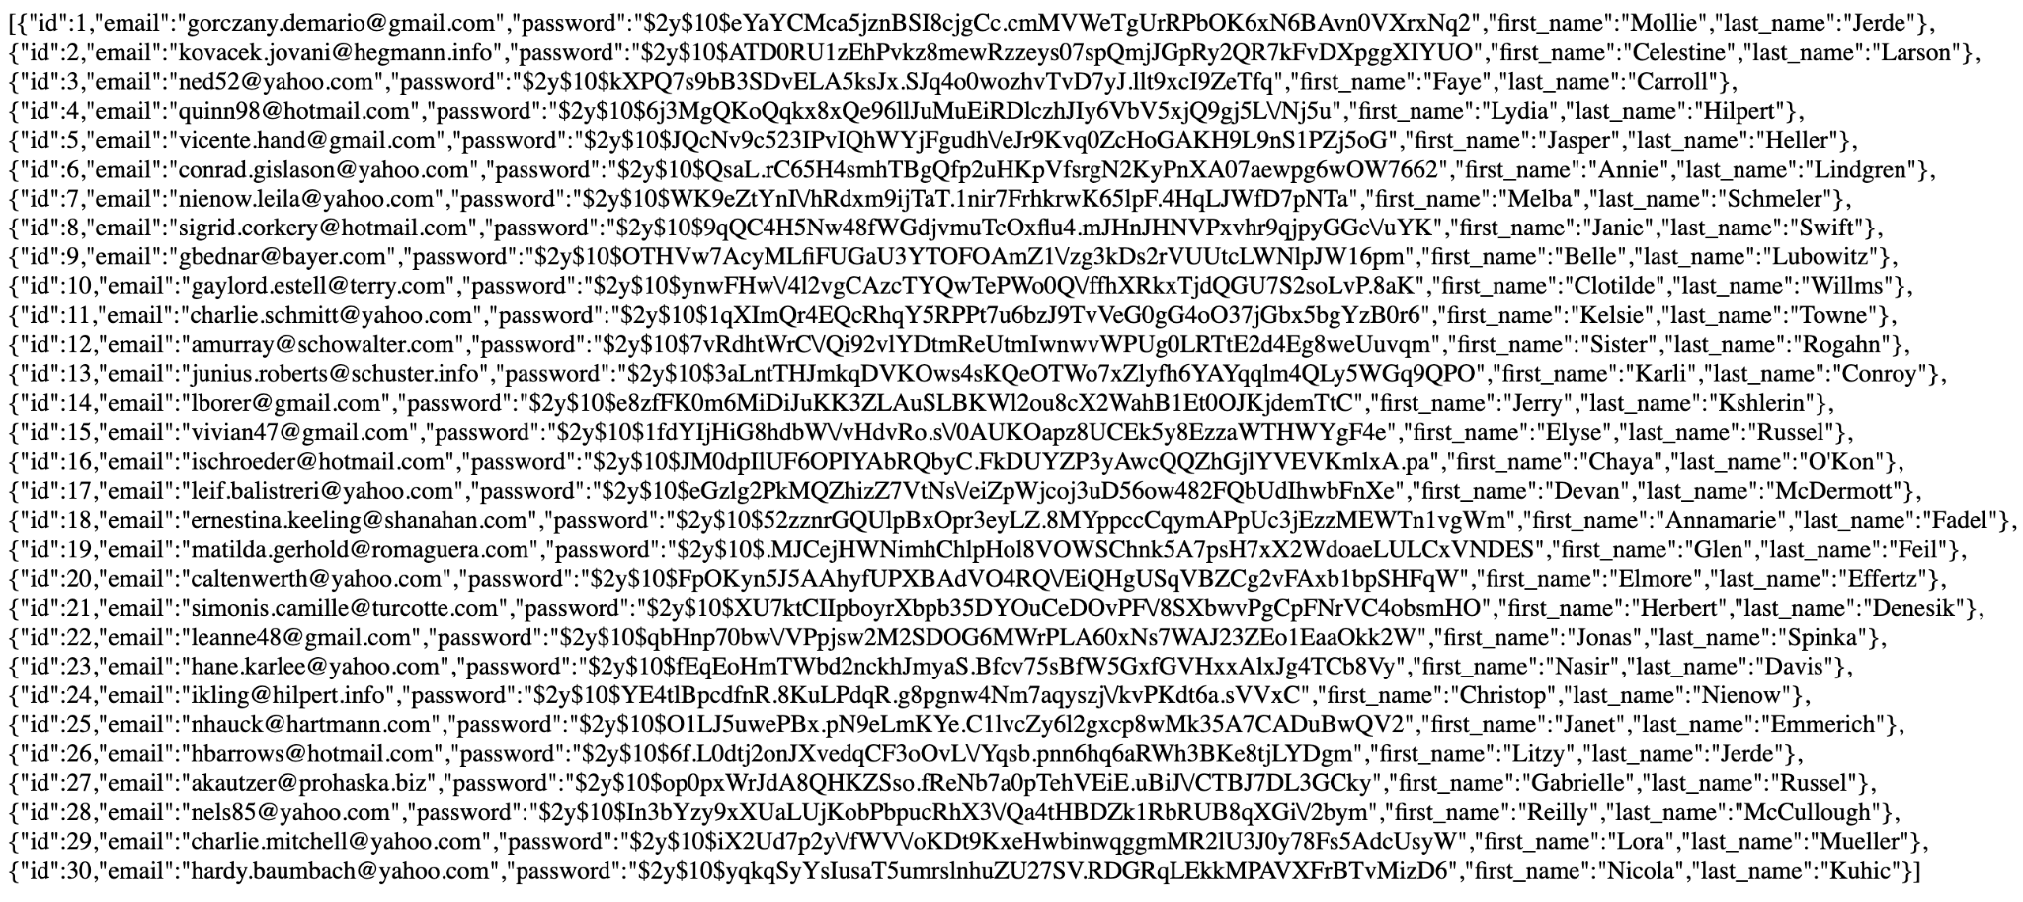 [{"id":1,"email":"gorczany.demario@gmail.com","password":"$2y$10$eYaYCMca5jznBSI8cjgCc.cmMVWeTgUrRPbOK6xN6BAvn0VXrxNq2","first_name":"Mollie","last_name":"Jerde"},
{"id":2,"email":"kovacek.jovani@hegmann.info","password":"$2y$10$ATD0RU1zEhPvkz8mewRzzeys07spQmjJGpRy2QR7kFvDXpggXIYUO","first_name":"Celestine","last_name":"Larson"},
{"id":3,"email":"ned52@yahoo.com","password":"$2y$10$kXPQ7s9bB3SDvELA5ksJx.SJq4o0wozhvTvD7yJ.llt9xcI9ZeTfq","first_name":"Faye","last_name":"Carroll"},
{"id":4,"email":"quinn98@hotmail.com","password":"$2y$10$6j3MgQKoQqkx8xQe96llJuMuEiRDlczhJIy6VbV5xjQ9gj5L\/Nj5u","first_name":"Lydia","last_name":"Hilpert"},
{"id":5,"email":"vicente.hand@gmail.com","password":"$2y$10$JQcNv9c523IPvIQhWYjFgudh\/eJr9Kvq0ZcHoGAKH9L9nS1PZj5oG","first_name":"Jasper","last_name":"Heller"},
{"id":6,"email":"conrad.gislason@yahoo.com","password":"$2y$10$QsaL.rC65H4smhTBgQfp2uHKpVfsrgN2KyPnXA07aewpg6wOW7662","first_name":"Annie","last_name":"Lindgren"},
{"id":7,"email":"nienow.leila@yahoo.com","password":"$2y$10$WK9eZtYnI\/hRdxm9ijTaT.1nir7FrhkrwK65lpF.4HqLJWfD7pNTa","first_name":"Melba","last_name":"Schmeler"},
{"id":8,"email":"sigrid.corkery@hotmail.com","password":"$2y$10$9qQC4H5Nw48fWGdjvmuTcOxflu4.mJHnJHNVPxvhr9qjpyGGc\/uYK","first_name":"Janie","last_name":"Swift"},
{"id":9,"email":"gbednar@bayer.com","password":"$2y$10$OTHVw7AcyMLfiFUGaU3YTOFOAmZ1\/zg3kDs2rVUUtcLWNlpJW16pm","first_name":"Belle","last_name":"Lubowitz"},
{"id":10,"email":"gaylord.estell@terry.com","password":"$2y$10$ynwFHw\/4l2vgCAzcTYQwTePWo0Q\/ffhXRkxTjdQGU7S2soLvP.8aK","first_name":"Clotilde","last_name":"Willms"},
{"id":11,"email":"charlie.schmitt@yahoo.com","password":"$2y$10$1qXImQr4EQcRhqY5RPPt7u6bzJ9TvVeG0gG4oO37jGbx5bgYzB0r6","first_name":"Kelsie","last_name":"Towne"},
{"id":12,"email":"amurray@schowalter.com","password":"$2y$10$7vRdhtWrC\/Qi92vlYDtmReUtmIwnwvWPUg0LRTtE2d4Eg8weUuvqm","first_name":"Sister","last_name":"Rogahn"},
{"id":13,"email":"junius.roberts@schuster.info","password":"$2y$10$3aLntTHJmkqDVKOws4sKQeOTWo7xZlyfh6YAYqqlm4QLy5WGq9QPO","first_name":"Karli","last_name":"Conroy"},
{"id":14,"email":"lborer@gmail.com","password":"$2y$10$e8zfFK0m6MiDiJuKK3ZLAuSLBKWl2ou8cX2WahB1Et0OJKjdemTtC","first_name":"Jerry","last_name":"Kshlerin"},
{"id":15,"email":"vivian47@gmail.com","password":"$2y$10$1fdYIjHiG8hdbW\/vHdvRo.s\/0AUKOapz8UCEk5y8EzzaWTHWYgF4e","first_name":"Elyse","last_name":"Russel"},
{"id":16,"email":"ischroeder@hotmail.com","password":"$2y$10$JM0dpIlUF6OPIYAbRQbyC.FkDUYZP3yAwcQQZhGjlYVEVKmlxA.pa","first_name":"Chaya","last_name":"O'Kon"},
{"id":17,"email":"leif.balistreri@yahoo.com","password":"$2y$10$eGzlg2PkMQZhizZ7VtNs\/eiZpWjcoj3uD56ow482FQbUdIhwbFnXe","first_name":"Devan","last_name":"McDermott"},
{"id":18,"email":"ernestina.keeling@shanahan.com","password":"$2y$10$52zznrGQUlpBxOpr3eyLZ.8MYppccCqymAPpUc3jEzzMEWTn1vgWm","first_name":"Annamarie","last_name":"Fadel"},
{"id":19,"email":"matilda.gerhold@romaguera.com","password":"$2y$10$.MJCejHWNimhChlpHol8VOWSChnk5A7psH7xX2WdoaeLULCxVNDES","first_name":"Glen","last_name":"Feil"},
{"id":20,"email":"caltenwerth@yahoo.com","password":"$2y$10$FpOKyn5J5AAhyfUPXBAdVO4RQ\/EiQHgUSqVBZCg2vFAxb1bpSHFqW","first_name":"Elmore","last_name":"Effertz"},
{"id":21,"email":"simonis.camille@turcotte.com","password":"$2y$10$XU7ktCIIpboyrXbpb35DYOuCeDOvPF\/8SXbwvPgCpFNrVC4obsmHO","first_name":"Herbert","last_name":"Denesik"},
{"id":22,"email":"leanne48@gmail.com","password":"$2y$10$qbHnp70bw\/VPpjsw2M2SDOG6MWrPLA60xNs7WAJ23ZEo1EaaOkk2W","first_name":"Jonas","last_name":"Spinka"},
{"id":23,"email":"hane.karlee@yahoo.com","password":"$2y$10$fEqEoHmTWbd2nckhJmyaS.Bfcv75sBfW5GxfGVHxxAlxJg4TCb8Vy","first_name":"Nasir","last_name":"Davis"},
{"id":24,"email":"ikling@hilpert.info","password":"$2y$10$YE4tlBpcdfnR.8KuLPdqR.g8pgnw4Nm7aqyszj\/kvPKdt6a.sVVxC","first_name":"Christop","last_name":"Nienow"},
{"id":25,"email":"nhauck@hartmann.com","password":"$2y$10$O1LJ5uwePBx.pN9eLmKYe.C1lvcZy6l2gxcp8wMk35A7CADuBwQV2","first_name":"Janet","last_name":"Emmerich"},
{"id":26,"email":"hbarrows@hotmail.com","password":"$2y$10$6f.L0dtj2onJXvedqCF3oOvL\/Yqsb.pnn6hq6aRWh3BKe8tjLYDgm","first_name":"Litzy","last_name":"Jerde"},
{"id":27,"email":"akautzer@prohaska.biz","password":"$2y$10$op0pxWrJdA8QHKZSso.fReNb7a0pTehVEiE.uBiJ\/CTBJ7DL3GCky","first_name":"Gabrielle","last_name":"Russel"},
{"id":28,"email":"nels85@yahoo.com","password":"$2y$10$In3bYzy9xXUaLUjKobPbpucRhX3\/Qa4tHBDZk1RbRUB8qXGi\/2bym","first_name":"Reilly","last_name":"McCullough"},
{"id":29,"email":"charlie.mitchell@yahoo.com","password":"$2y$10$iX2Ud7p2y\/fWV\/oKDt9KxeHwbinwqggmMR2lU3J0y78Fs5AdcUsyW","first_name":"Lora","last_name":"Mueller"},
{"id":30,"email":"hardy.baumbach@yahoo.com","password":"$2y$10$yqkqSyYsIusaT5umrslnhuZU27SV.RDGRqLEkkMPAVXFrBTvMizD6","first_name":"Nicola","last_name":"Kuhic"}]